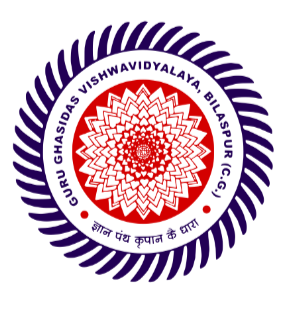 GURU GHASIDAS VISHWAVIDYALAYA, BILASPUR (C.G.)
ज्ञान पंथ कृपान कै धारा